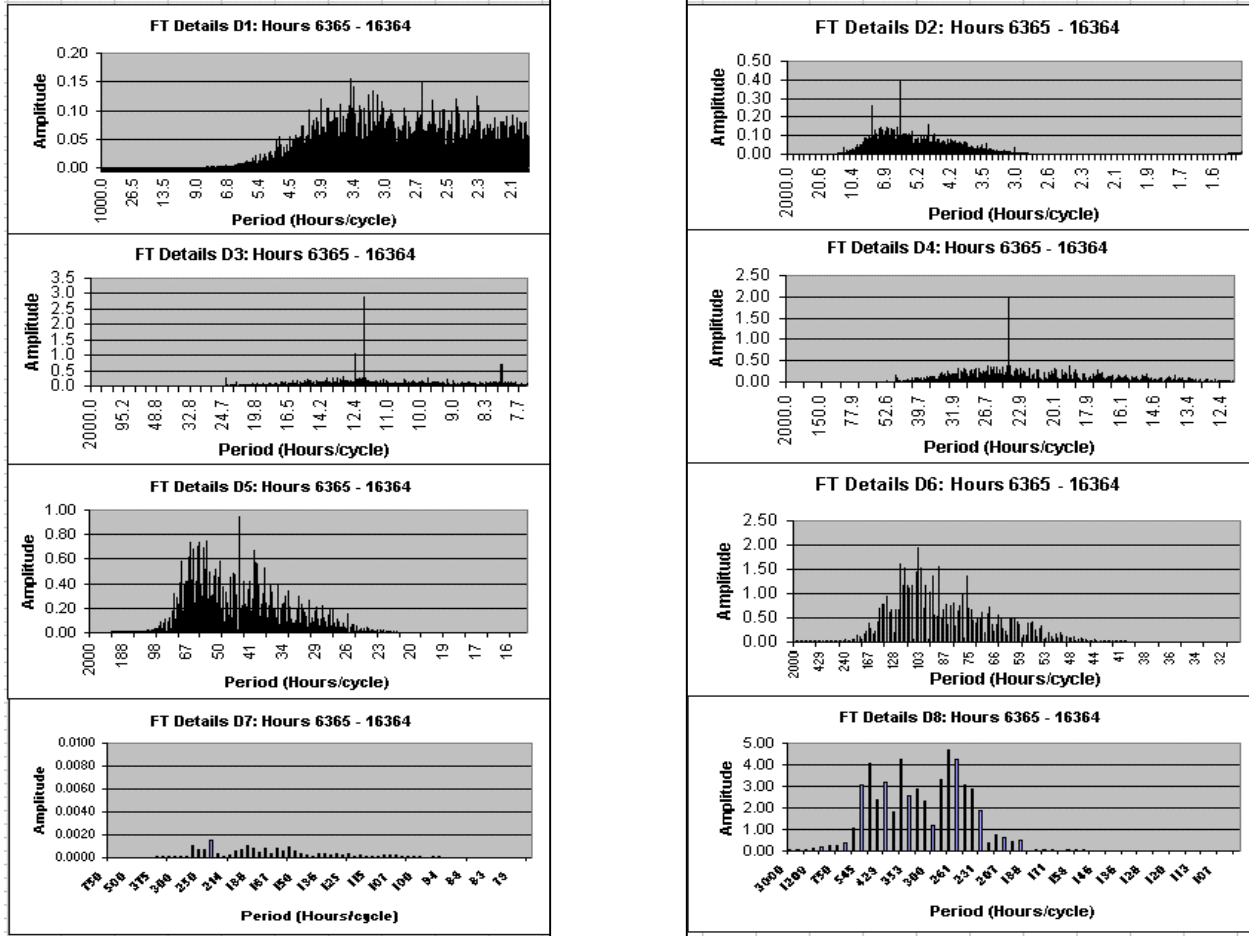 FT Details D1: Hours 6365 - 16364
0.20
0.15
0.10
0.05
0.00
Amplitude
1000.0 26.5 13.5 9.0 6.8 5.4 4.5 3.9 3.4 3.0 2.7 2.5 2.3 2.1
Period (Hours/cycle)
FT Details D2: Hours 6365 - 16364
0.50
0.40
0.30
0.20
0.10
0.00
Amplitude
2000.0 20.6 10.4 6.9 5.2 4.2 3.5 3.0 2.6 2.3 2.1 1.9 1.7 1.6
Period (Hours/cycle)
FT Details D3: Hours 6365 - 16364
3.5
3.0
2.5
2.0
1.5
1.0
0.5
0.0
Amplitude
2000.0 95.2 48.8 32.8 24.7 19.8 16.5 14.2 12.4 11.0 10.0 9.0 8.3 7.7
Period (Hours/cycle)
FT Details D4: Hours 6365 - 16364
2.50
2.00
1.50
1.00
0.50
0.00
Amplitude
2000.0 150.0 77.9 52.6 39.7 31.9 26.7 22.9 20.1 17.9 16.1 14.6 13.4 12.4
Period (Hours/cycle)
FT Details D5: Hours 6365 - 16364
1.00
0.80
0.60
0.40
0.20
0.00
Amplitude
2000 188 98 67 50 41 34 29 26 23 20 19 17 16
Period (Hours/cycle)
FT Details D6: Hours 6365 - 16364
2.50
2.00
1.50
1.00
0.50
0.00
Amplitude
2000 429 240 167 128 103 87 75 66 59 53 48 44 41 38 36 34 32
Period (Hours/cycle)
FT Details D7: Hours 6365 - 16364
0.0100
0.0080
0.0060
0.0040
0.0020
0.0000
Amplitude
750 500 375 300 250 214 188 167 150 136 125 115 107 100 94 88 83
Period (Hours/cycle)
FT Details D8: Hours 6365 - 16364
5.00
4.00
3.00
2.00
1.00
0.00
Amplitude
3000 1209 750 545 429 353 300 261 231 207 188 171 158 146 136 128 120 113 107
Period (Hours/cycle)